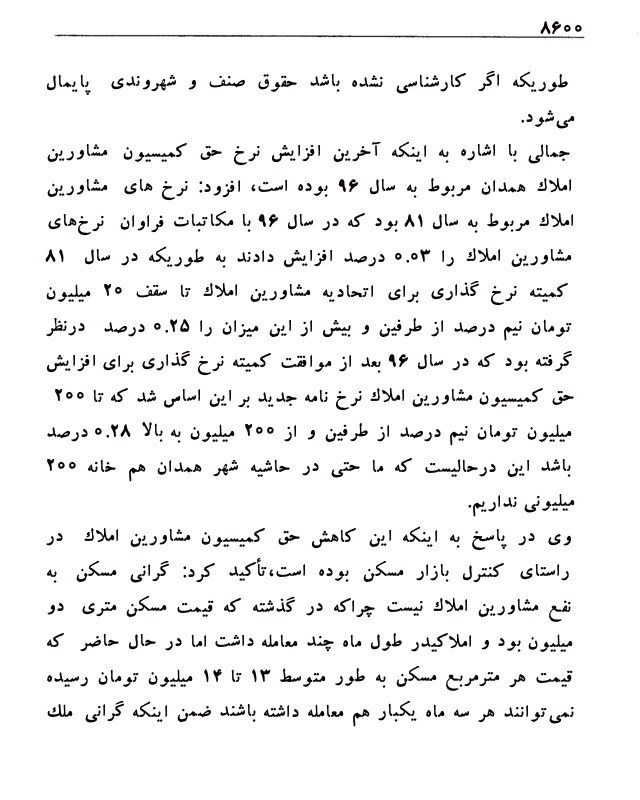 ۸۶۰۰
طوریکه اگر کارشناسی نشده باشد حقوق صنف و شهروندی پایمال
می‌شود.
جمالی با اشاره به اینکه آخرین افزایش نرخ حق کمیسیون مشاورین
املاک همدان مربوط به سال ۹۶ بوده است، افزود: نرخ های مشاورین
املاک مربوط به سال ۸۱ بود که در سال ۹۶ با مکاتبات فراوان نرخ‌های
مشاورین املاک را ۰.۰۳ درصد افزایش دادند به طوریکه در سال ۸۱
کمیته نرخ گذاری برای اتحادیه مشاورین املاک تا سقف ۲۰ میلیون
تومان نیم درصد از طرفین و بیش از این میزان را ۰.۲۵ درصد درنظر
گرفته بود که در سال ۹۶ بعد از موافقت کمیته نرخ گذاری برای افزایش
حق کمیسیون مشاورین املاک نرخ نامه جدید بر این اساس شد که تا ۲۰۰
میلیون تومان نیم درصد از طرفین و از ۲۰۰ میلیون به بالا ۰.۲۸ درصد
باشد این درحالیست که ما حتی در حاشیه شهر همدان هم خانه ۲۰۰
میلیونی نداریم.
وی در پاسخ به اینکه این کاهش حق کمیسیون مشاورین املاک در
راستای کنترل بازار مسکن بوده است،تأکید کرد: گرانی مسکن به
نفع مشاورین املاک نیست چراکه در گذشته که قیمت مسکن متری دو
میلیون بود و املاکیدر طول ماه چند معامله داشت اما در حال حاضر که
قیمت هر مترمربع مسکن به طور متوسط ۱۳ تا ۱۴ میلیون تومان رسیده
نمی‌توانند هر سه ماه یکبار هم معامله داشته باشند ضمن اینکه گرانی ملک